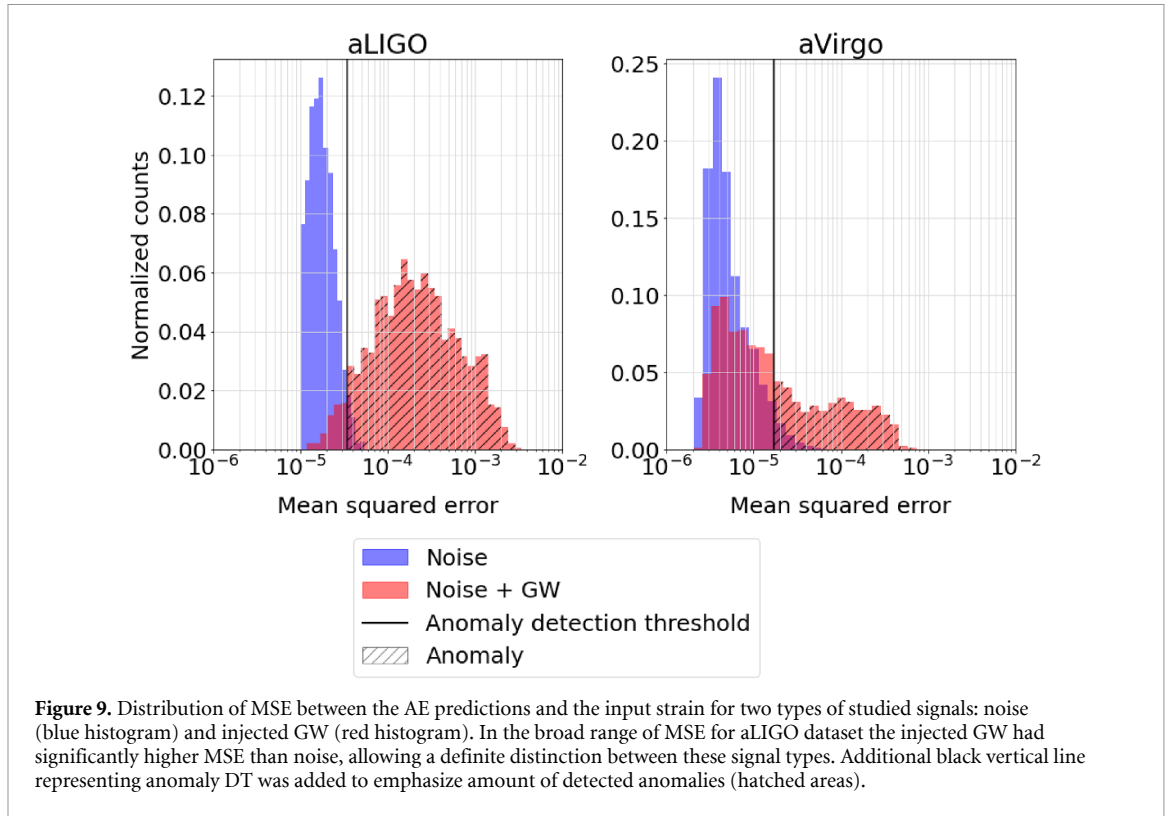 aLIGO
aVirgo
Normalized counts
0.12
0.10
0.08
0.06
0.04
0.02
0.00
10⁻⁶ 10⁻⁵ 10⁻⁴ 10⁻³ 10⁻²
Mean squared error
0.25
0.20
0.15
0.10
0.05
0.00
10⁻⁶ 10⁻⁵ 10⁻⁴ 10⁻³ 10⁻²
Mean squared error
Noise
Noise + GW
Anomaly detection threshold
Anomaly
Figure 9. Distribution of MSE between the AE predictions and the input strain for two types of studied signals: noise
(blue histogram) and injected GW (red histogram). In the broad range of MSE for aLIGO dataset the injected GW had
significantly higher MSE than noise, allowing a definite distinction between these signal types. Additional black vertical line
representing anomaly DT was added to emphasize amount of detected anomalies (hatched areas).